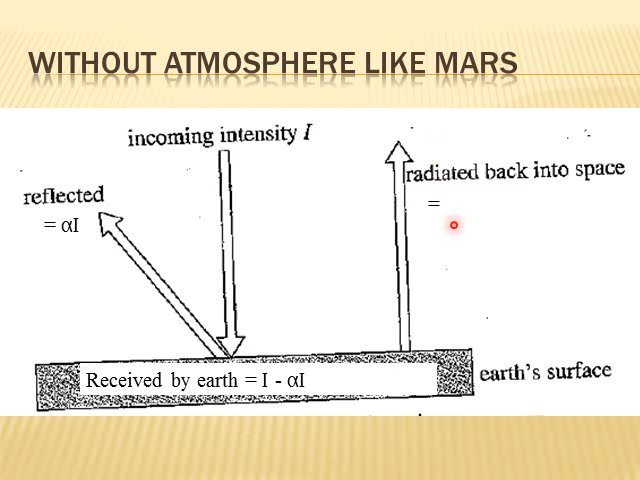 WITHOUT ATMOSPHERE LIKE MARS
incoming intensity I
radiated back into space
=
reflected
= αI
Received by earth = I - αI
earth's surface